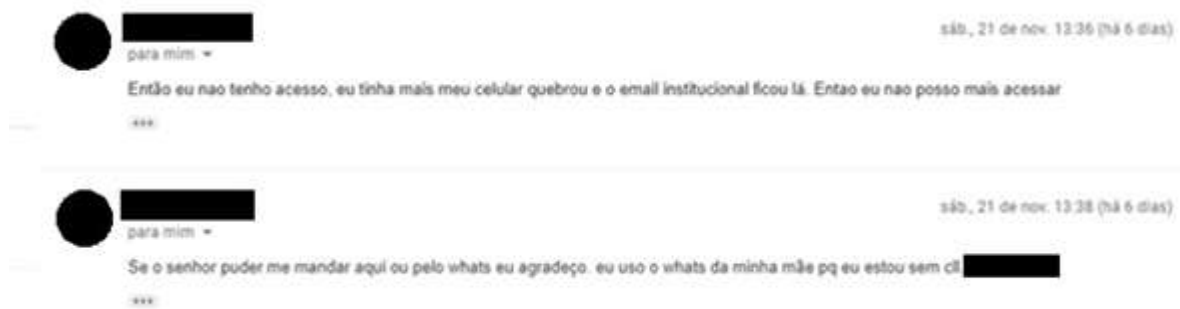 sáb., 21 de nov. 13:36 (há 6 dias)
para mim
Então eu nao tenho acesso, eu tinha mais meu celular quebrou e o email institucional ficou lá. Entao eu nao posso mais acessar
sáb., 21 de nov. 13:38 (há 6 dias)
para mim
Se o senhor puder me mandar aqui ou pelo whats eu agradeço. eu uso o whats da minha mãe pq eu estou sem cll